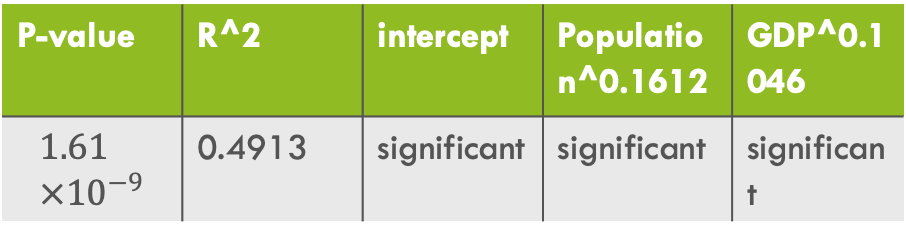 P-value R^2 intercept Populatio GDP^0.1
n^0.1612 046
1.61 0.4913 significant significant significan
×10⁻⁹ t